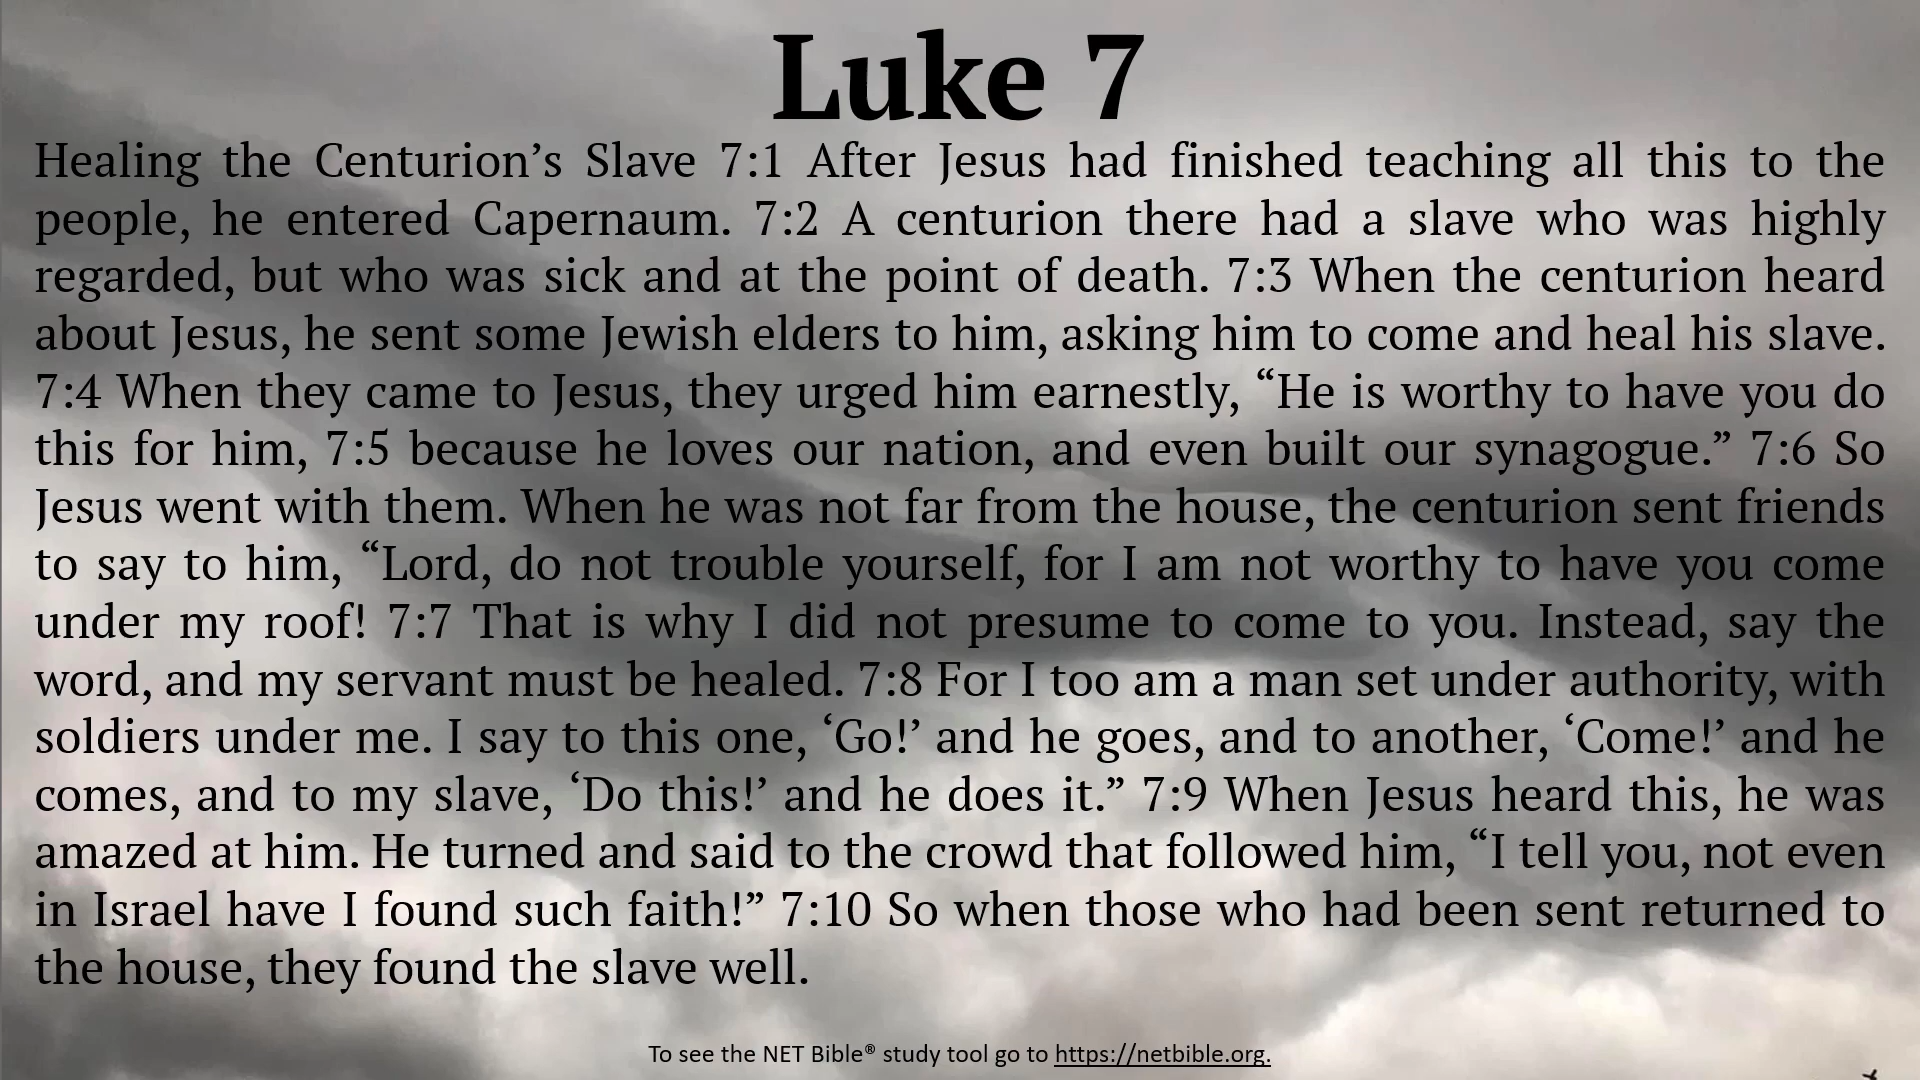 Luke 7
Healing the Centurion’s Slave 7:1 After Jesus had finished teaching all this to the
people, he entered Capernaum. 7:2 A centurion there had a slave who was highly
regarded, but who was sick and at the point of death. 7:3 When the centurion heard
about Jesus, he sent some Jewish elders to him, asking him to come and heal his slave.
7:4 When they came to Jesus, they urged him earnestly, “He is worthy to have you do
this for him, 7:5 because he loves our nation, and even built our synagogue.” 7:6 So
Jesus went with them. When he was not far from the house, the centurion sent friends
to say to him, “Lord, do not trouble yourself, for I am not worthy to have you come
under my roof! 7:7 That is why I did not presume to come to you. Instead, say the
word, and my servant must be healed. 7:8 For I too am a man set under authority, with
soldiers under me. I say to this one, ‘Go!’ and he goes, and to another, ‘Come!’ and he
comes, and to my slave, ‘Do this!’ and he does it.” 7:9 When Jesus heard this, he was
amazed at him. He turned and said to the crowd that followed him, “I tell you, not even
in Israel have I found such faith!” 7:10 So when those who had been sent returned to
the house, they found the slave well.
To see the NET Bible® study tool go to https://netbible.org.